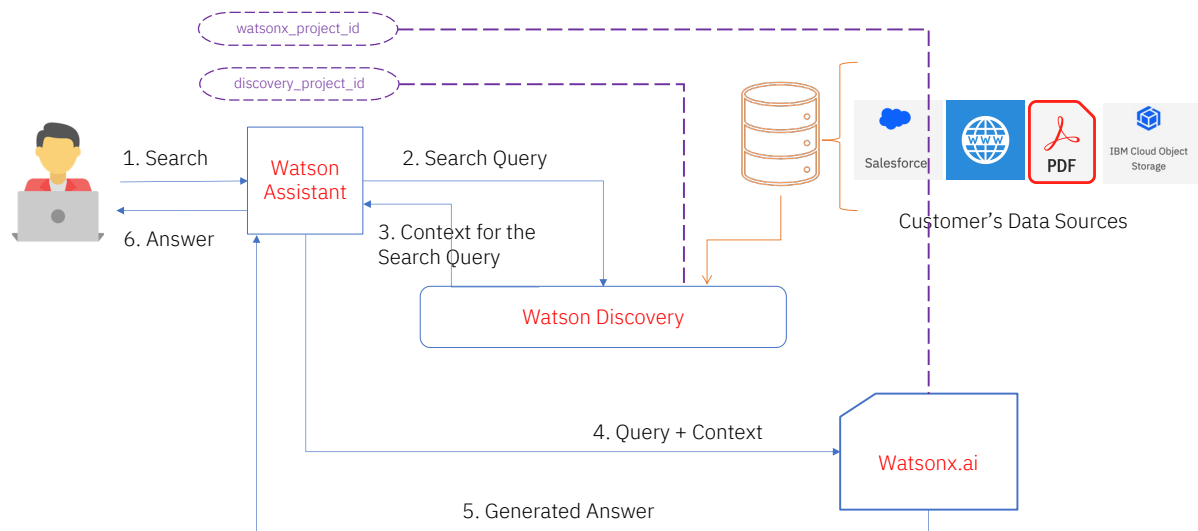 watsonx_project_id
discovery_project_id
1. Search
Watson
Assistant
2. Search Query
6. Answer
3. Context for the
Search Query
Salesforce
WWW
PDF
IBM Cloud Object
Storage
Customer's Data Sources
Watson Discovery
4. Query + Context
Watsonx.ai
5. Generated Answer